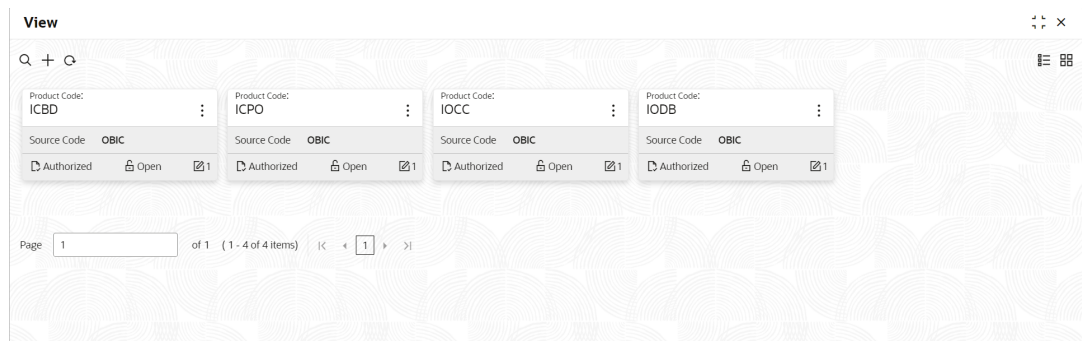 View
Product Code:
ICBD
Source Code OBIC
Authorized Open 1
Product Code:
ICPO
Source Code OBIC
Authorized Open 1
Product Code:
IOCC
Source Code OBIC
Authorized Open 1
Product Code:
IODB
Source Code OBIC
Authorized Open 1
Page 1 of 1 ( 1 - 4 of 4 items) 1